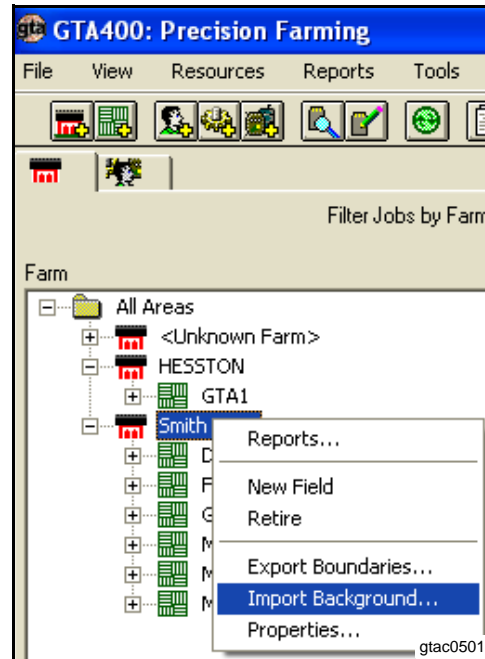 GTA400: Precision Farming
File View Resources Reports Tools
Filter Jobs by Farm
Farm
All Areas
<Unknown Farm>
HESSTON
GTA1
Smith
Reports...
New Field
Retire
Export Boundaries...
Import Background...
Properties...
gtac0501